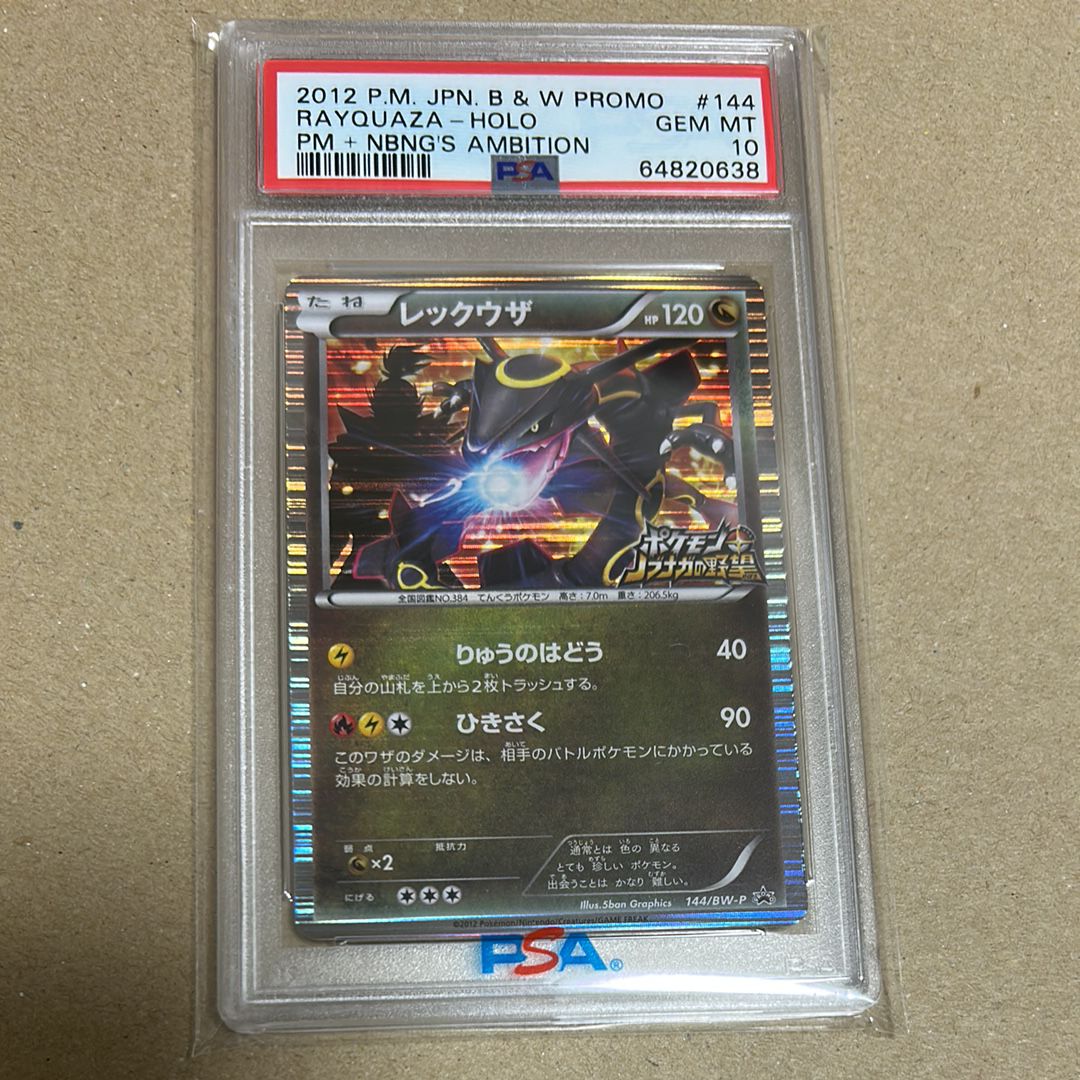 2012 P.M. JPN. B & W PROMO #144
RAYQUAZA - HOLO GEM MT
PM + NBNG'S AMBITION 10
PSA 64820638
たね レックウザ HP 120
ポケモン+
ノブナガの野望
全国図鑑NO.384 てんくうポケモン 高さ:7.0m 重さ:206.5kg
りゅうのはどう 40
自分の山札を上から2枚トラッシュする。
ひきさく 90
このワザのダメージは、相手のバトルポケモンにかかっている
効果の計算をしない。
弱点 抵抗力
×2
にげる
通常とは 色の 異なる
とても 珍しい ポケモン。
出会うことは かなり 難しい。
Illus.5ban Graphics 144/BW-P
©2012 Pokémon/Nintendo/Creatures/GAME FREAK
PSA®